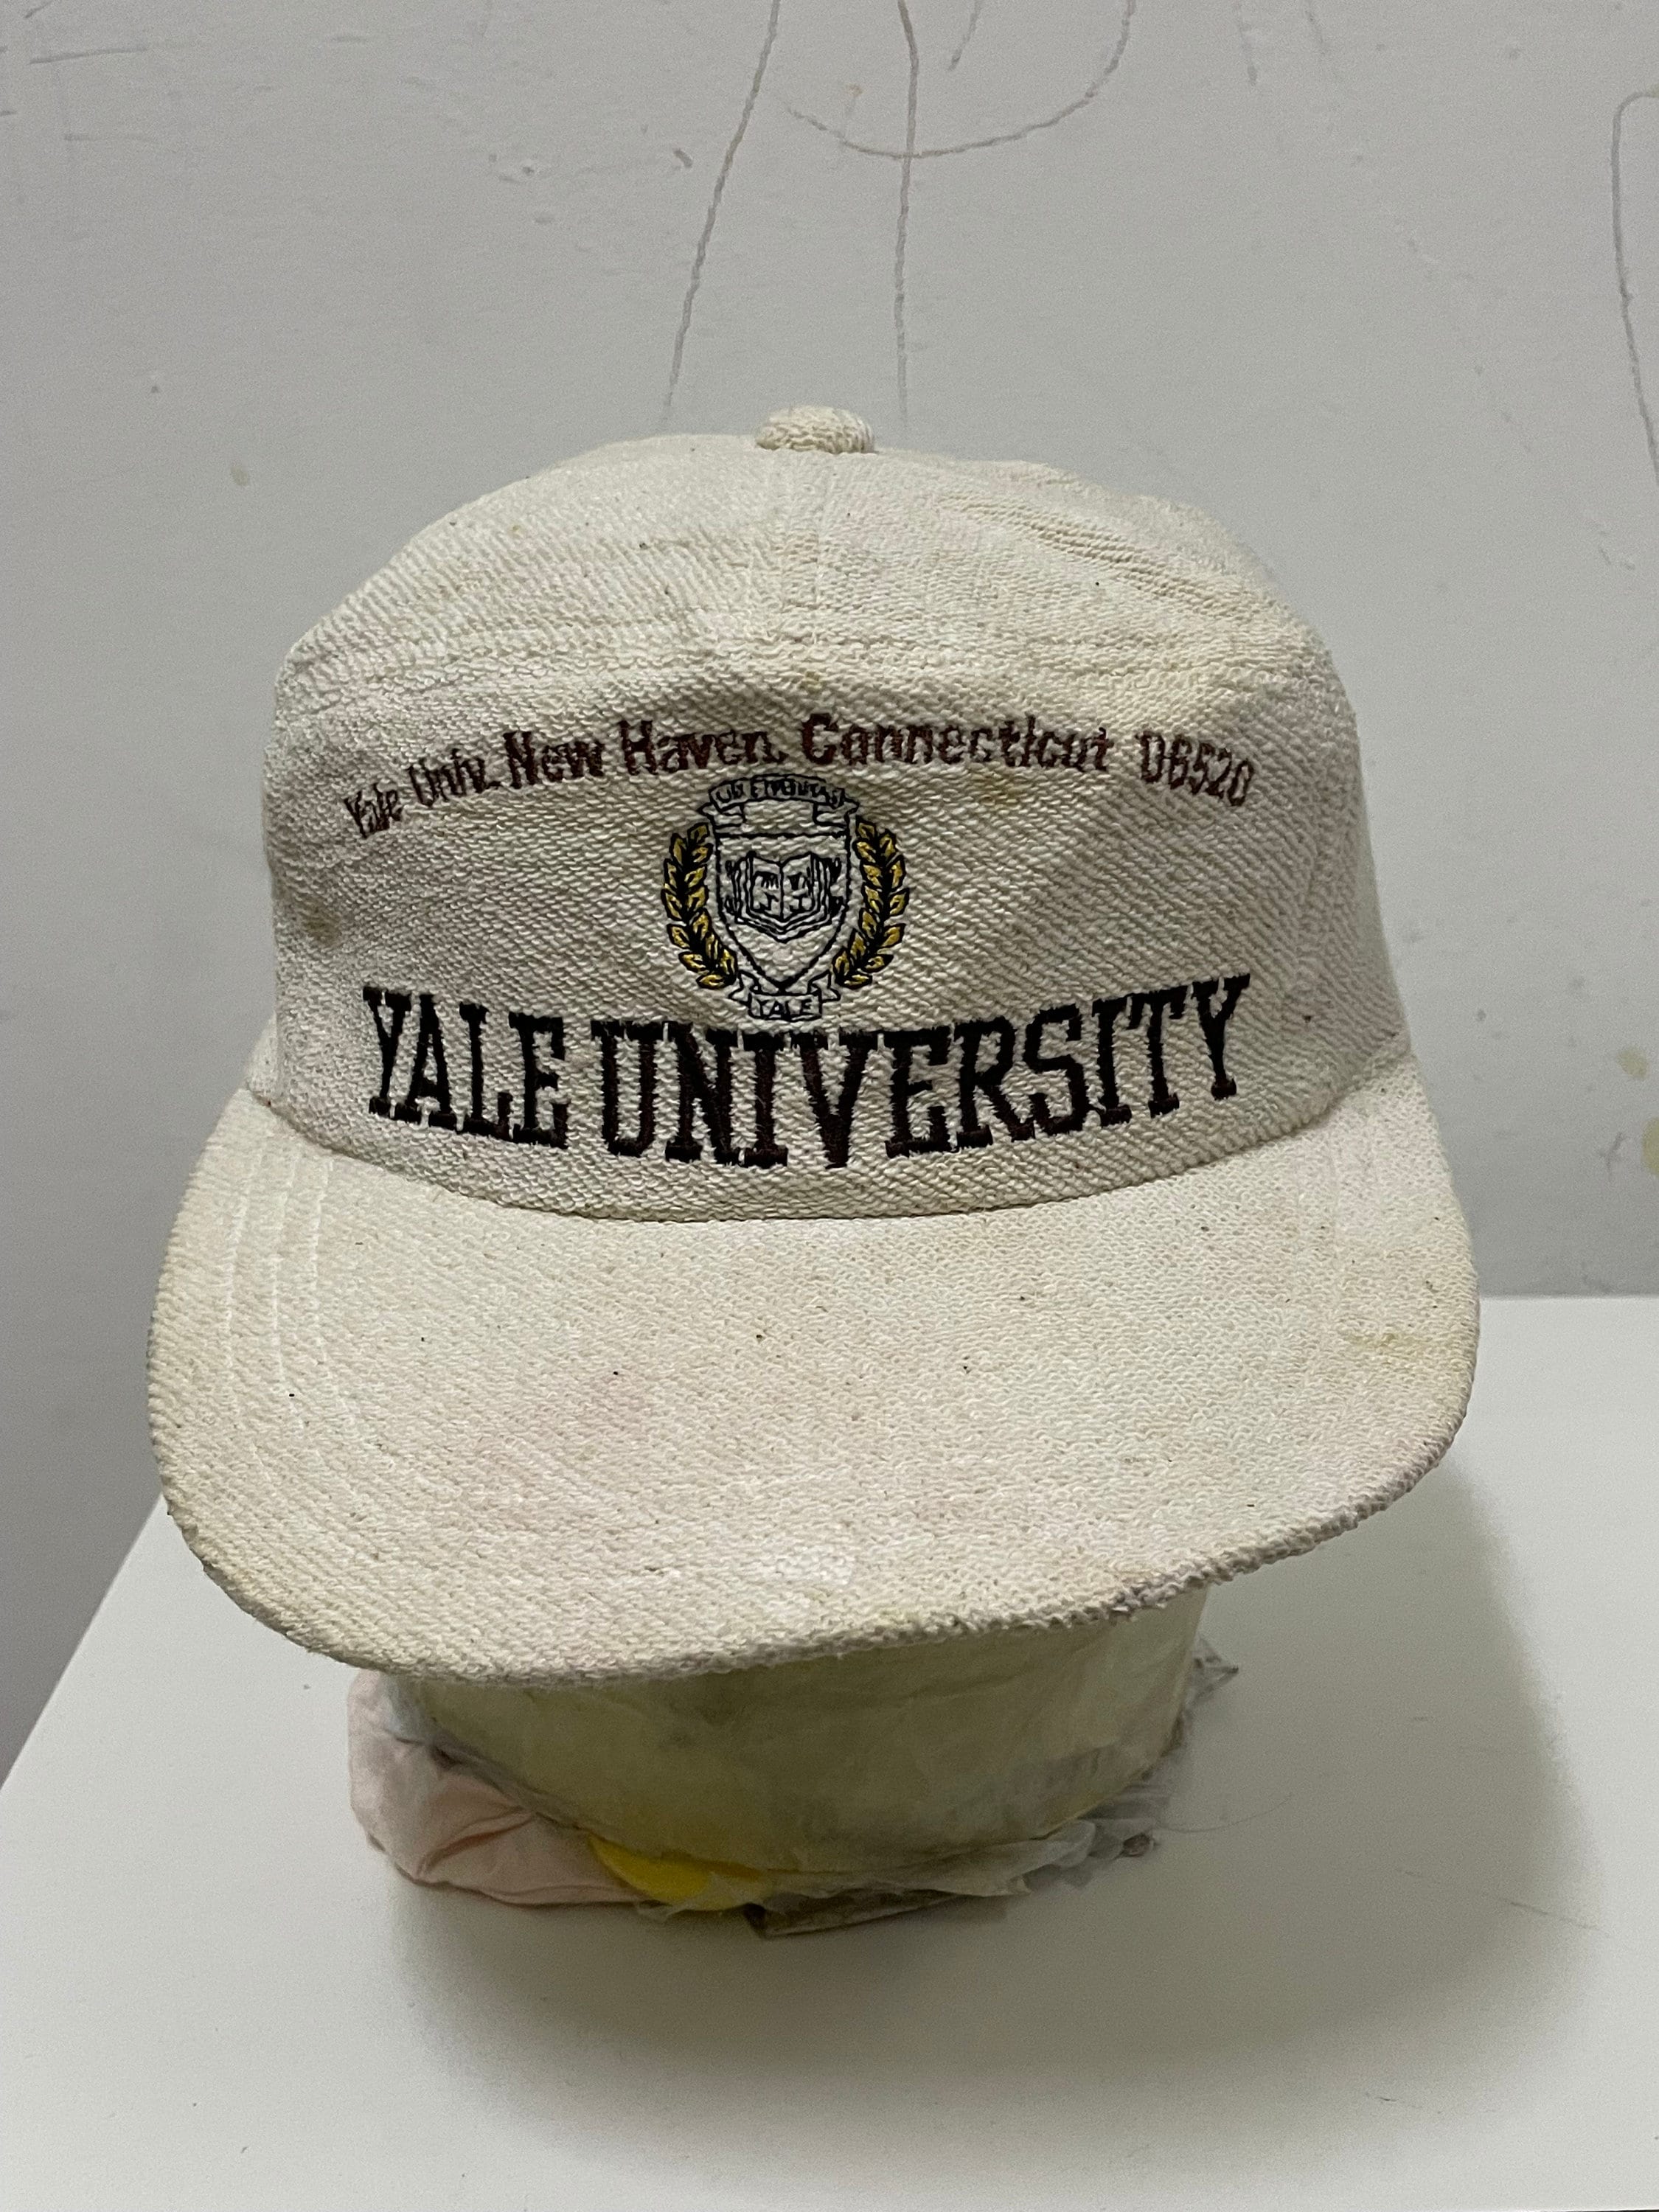 Yale Univ. New Haven, Connecticut 06520
YALE
YALE UNIVERSITY